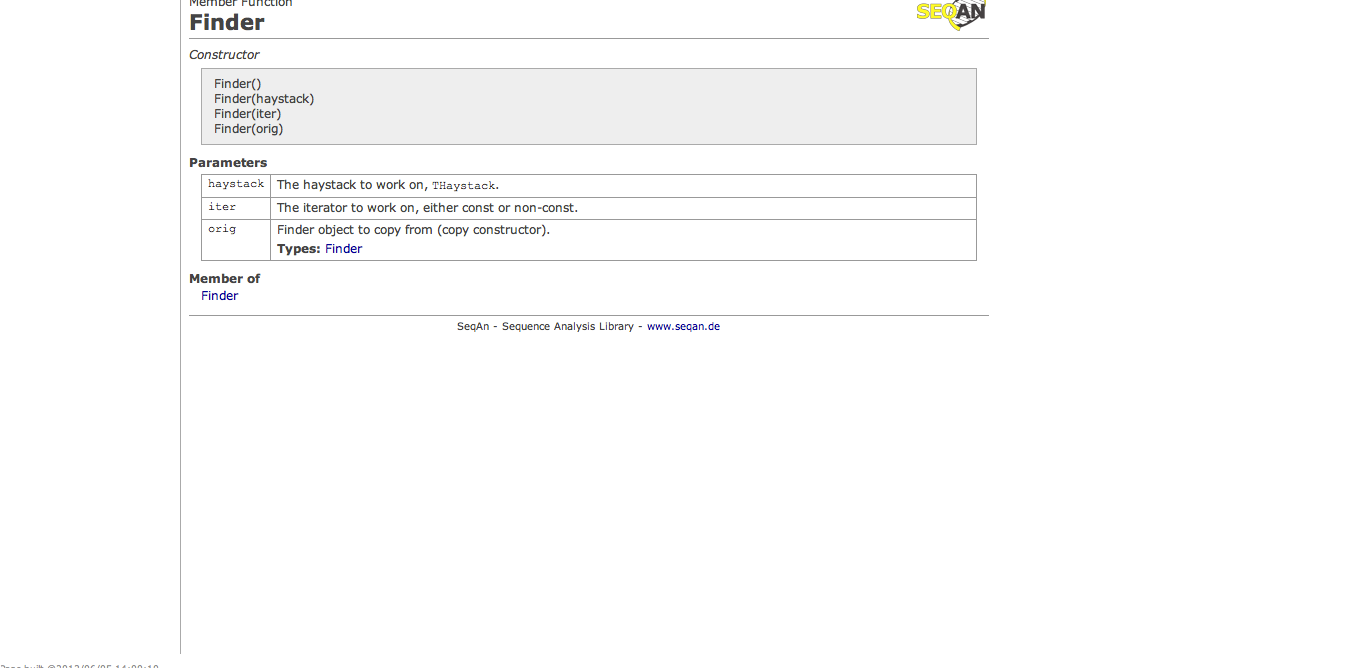 Member Function
Finder
SEQAN
Constructor
Finder()
Finder(haystack)
Finder(iter)
Finder(orig)
Parameters
haystack The haystack to work on, THaystack.
iter The iterator to work on, either const or non-const.
orig Finder object to copy from (copy constructor).
Types: Finder
Member of
Finder
SeqAn - Sequence Analysis Library - www.seqan.de